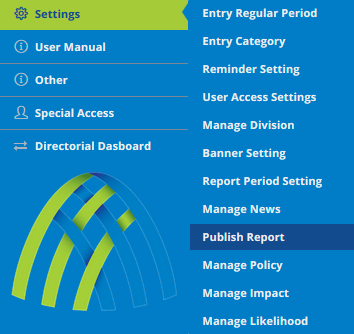 Settings
User Manual
Other
Special Access
Directorial Dasboard
Entry Regular Period
Entry Category
Reminder Setting
User Access Settings
Manage Division
Banner Setting
Report Period Setting
Manage News
Publish Report
Manage Policy
Manage Impact
Manage Likelihood